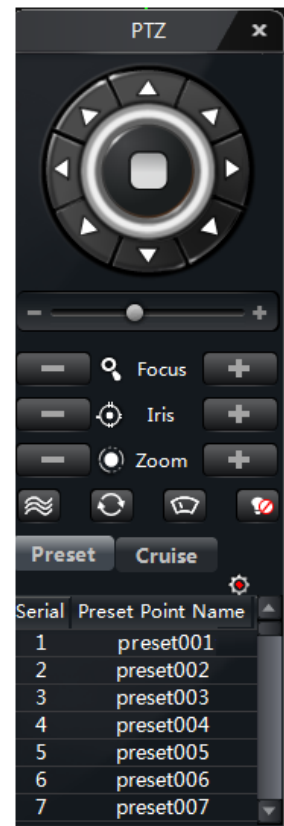 PTZ
Focus
Iris
Zoom
Preset Cruise
Serial Preset Point Name
1 preset001
2 preset002
3 preset003
4 preset004
5 preset005
6 preset006
7 preset007